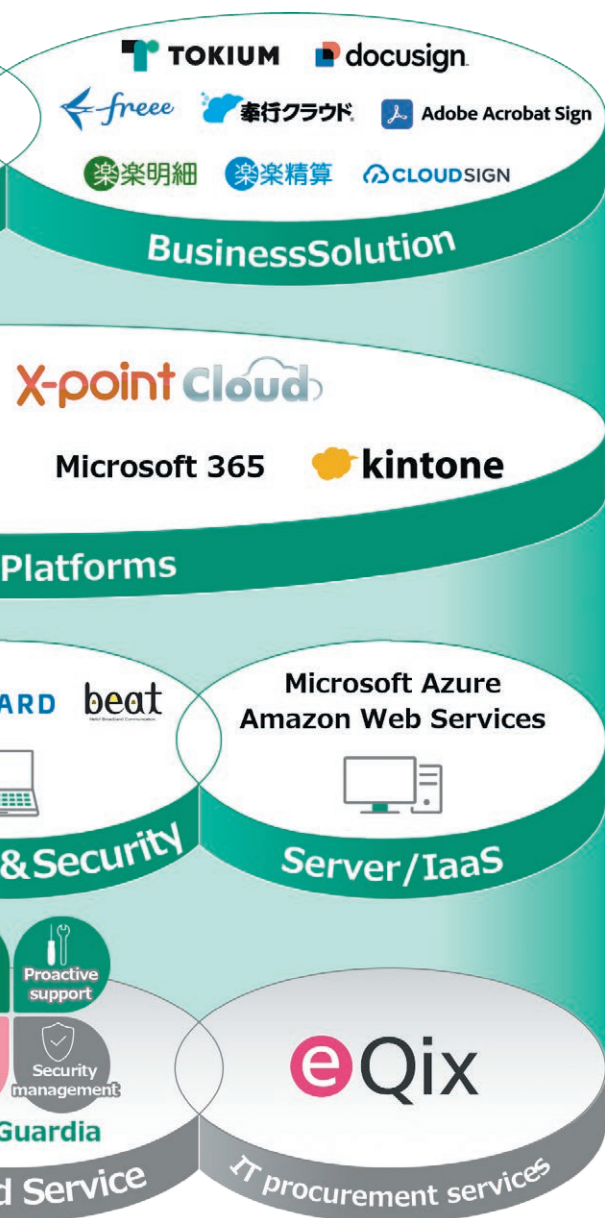 TOKIUM docusign
freee 奉行クラウド Adobe Acrobat Sign
楽楽明細 楽楽精算 CLOUDSIGN
BusinessSolution
X-point Cloud
Microsoft 365 kintone
Platforms
ARD beat
Microsoft Azure
Amazon Web Services
&Security
Server/IaaS
Proactive
support
Security
management
Guardia
eQix
d Service
IT procurement services